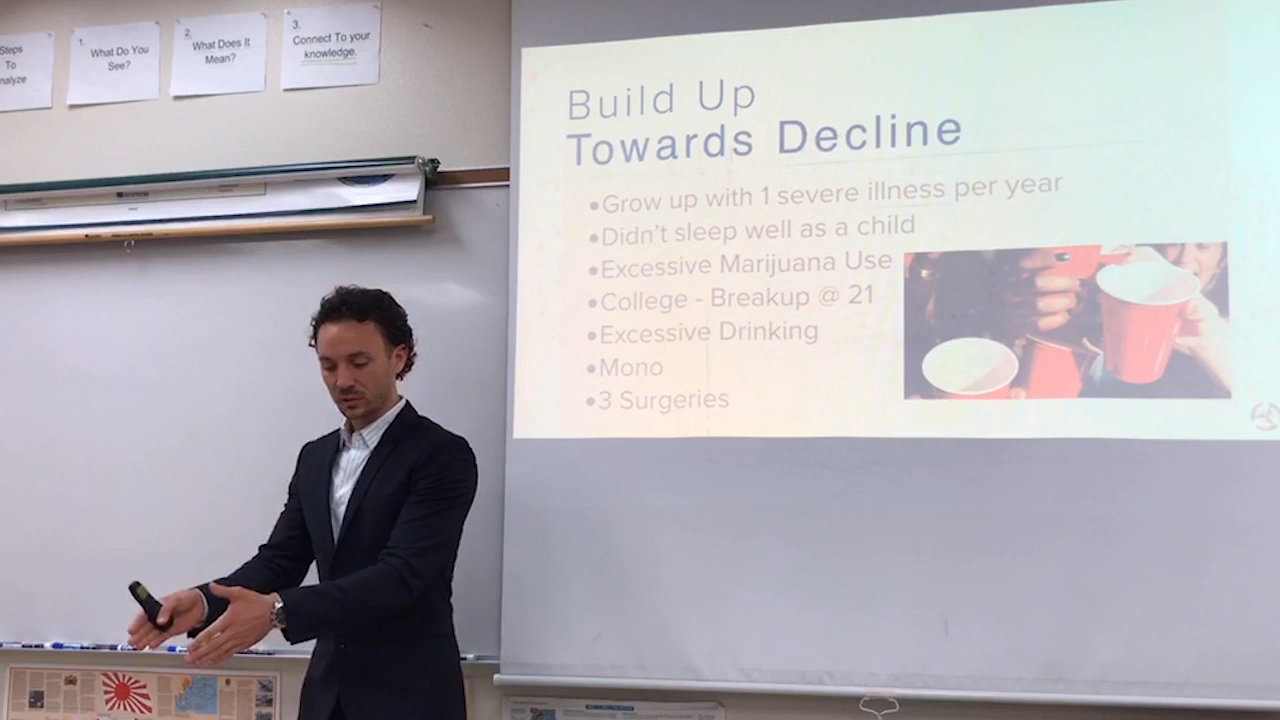 Steps
To
nalyze
1.
What Do You
See?
2.
What Does It
Mean?
3.
Connect To your
knowledge.
Build Up
Towards Decline
•Grow up with 1 severe illness per year
•Didn't sleep well as a child
•Excessive Marijuana Use
•College - Breakup @ 21
•Excessive Drinking
•Mono
•3 Surgeries